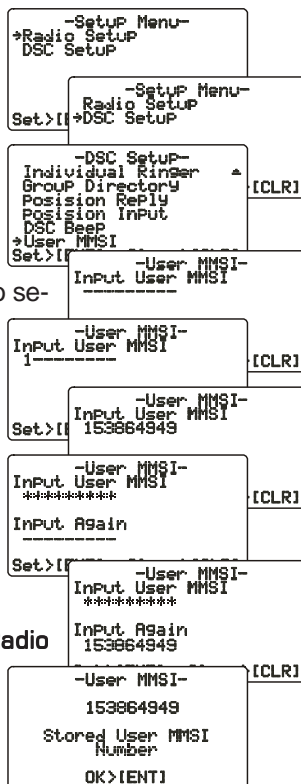 -Setup Menu-
→Radio Setup
DSC Setup
-Setup Menu-
Radio Setup
→DSC Setup
Set>[E
-DSC Setup-
Individual Ringer
Group Directory
Posision Reply
Posision Input
DSC Beep
→User MMSI
Set>[E
[CLR]
-User MMSI-
Input User MMSI
---------
o se-
-User MMSI-
Input User MMSI
1--------
[CLR]
-User MMSI-
Input User MMSI
153864949
Set>[E
-User MMSI-
Input User MMSI
*********
Input Again
---------
Set>[
[CLR]
-User MMSI-
Input User MMSI
*********
Input Again
153864949
adio
[CLR]
-User MMSI-
153864949
Stored User MMSI
Number
OK>[ENT]